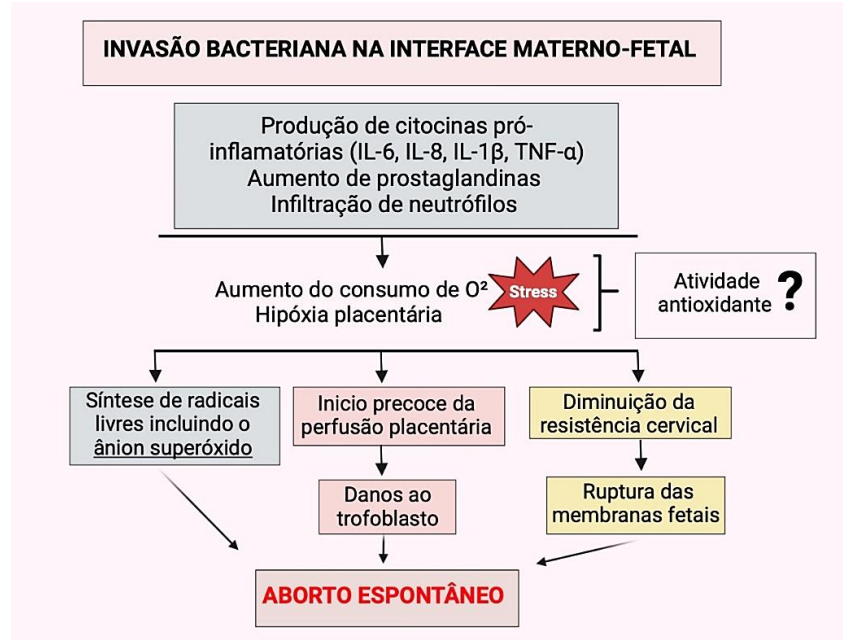 INVASÃO BACTERIANA NA INTERFACE MATERNO-FETAL
Produção de citocinas pró-
inflamatórias (IL-6, IL-8, IL-1β, TNF-α)
Aumento de prostaglandinas
Infiltração de neutrófilos
Aumento do consumo de O²
Hipóxia placentária
Stress
Atividade
antioxidante ?
Síntese de radicais
livres incluindo o
ânion superóxido
Inicio precoce da
perfusão placentária
Diminuição da
resistência cervical
Danos ao
trofoblasto
Ruptura das
membranas fetais
ABORTO ESPONTÂNEO